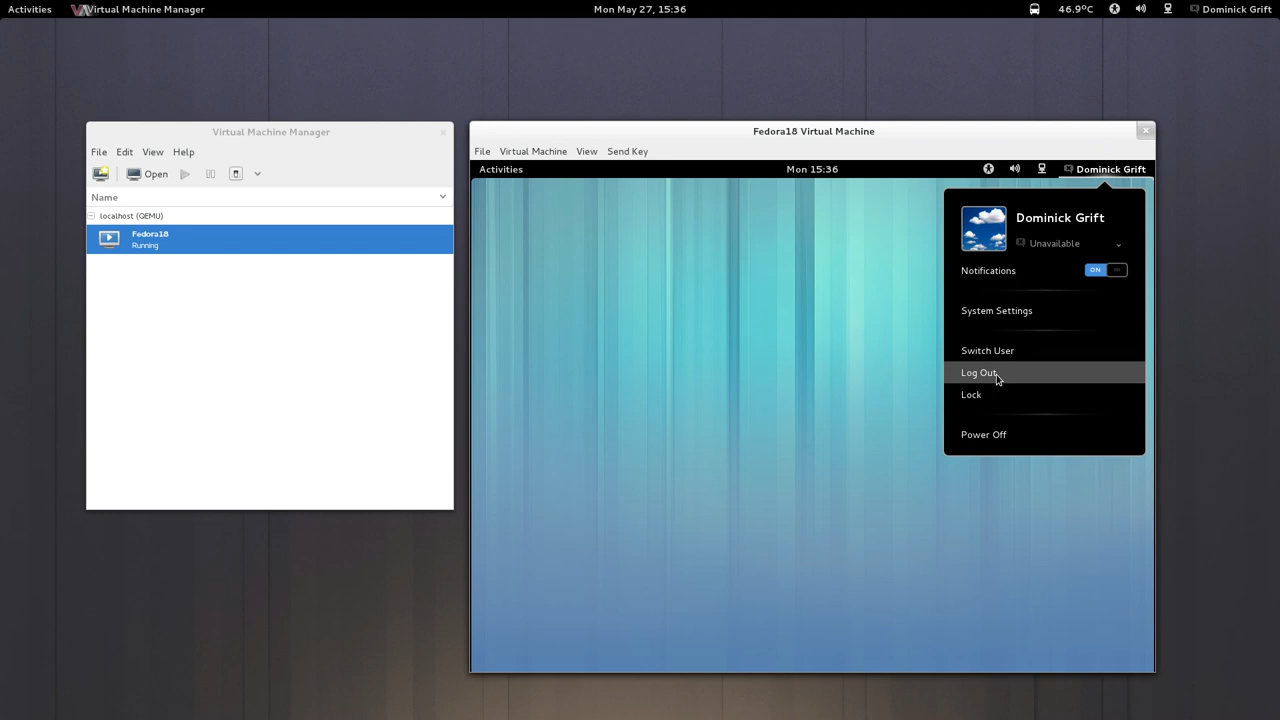 Activities
Virtual Machine Manager
Mon May 27, 15:36
46.9ºC
Dominick Grift
Virtual Machine Manager
File Edit View Help
Open
Name
localhost (QEMU)
Fedora18
Running
Fedora18 Virtual Machine
File Virtual Machine View Send Key
Activities
Mon 15:36
Dominick Grift
Dominick Grift
Unavailable
Notifications ON
System Settings
Switch User
Log Out
Lock
Power Off